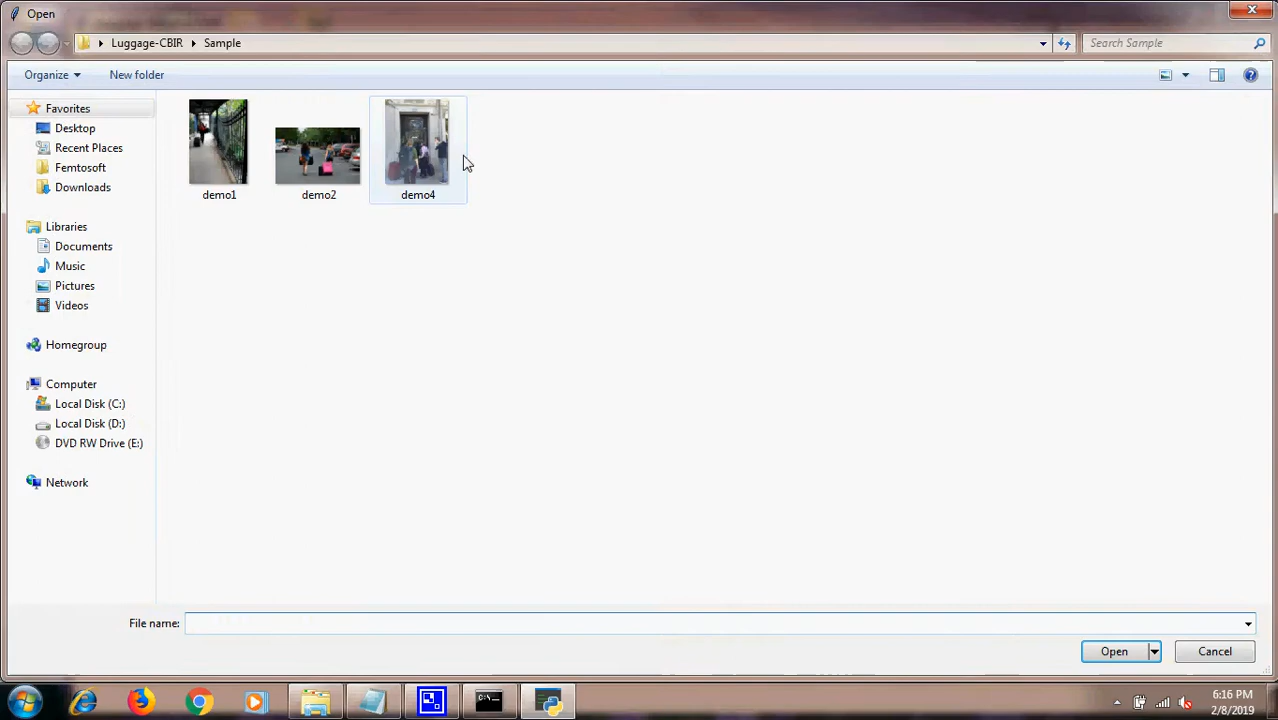 Open
Luggage-CBIR Sample
Search Sample
Organize New folder
Favorites
Desktop
Recent Places
Femtosoft
Downloads
Libraries
Documents
Music
Pictures
Videos
Homegroup
Computer
Local Disk (C:)
Local Disk (D:)
DVD RW Drive (E:)
Network
demo1 demo2 demo4
File name:
Open Cancel
C:\.
6:16 PM
2/8/2019